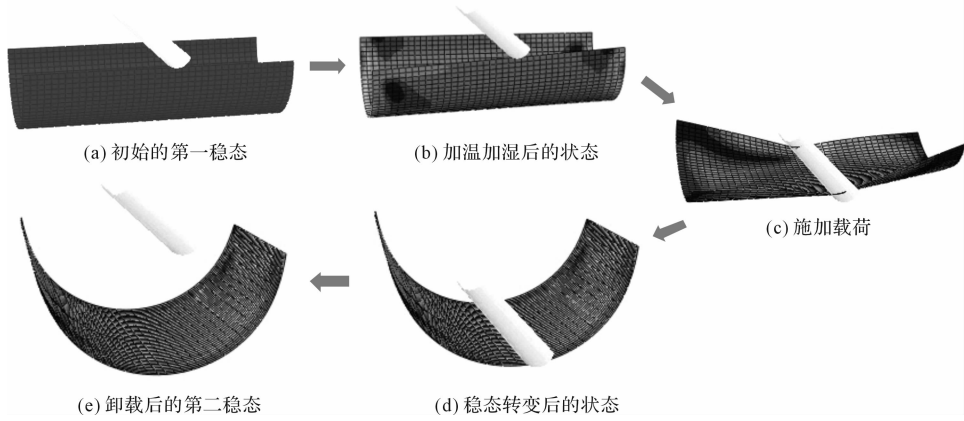 (a) 初始的第一稳态
(b) 加温加湿后的状态
(c) 施加载荷
(d) 稳态转变后的状态
(e) 卸载后的第二稳态